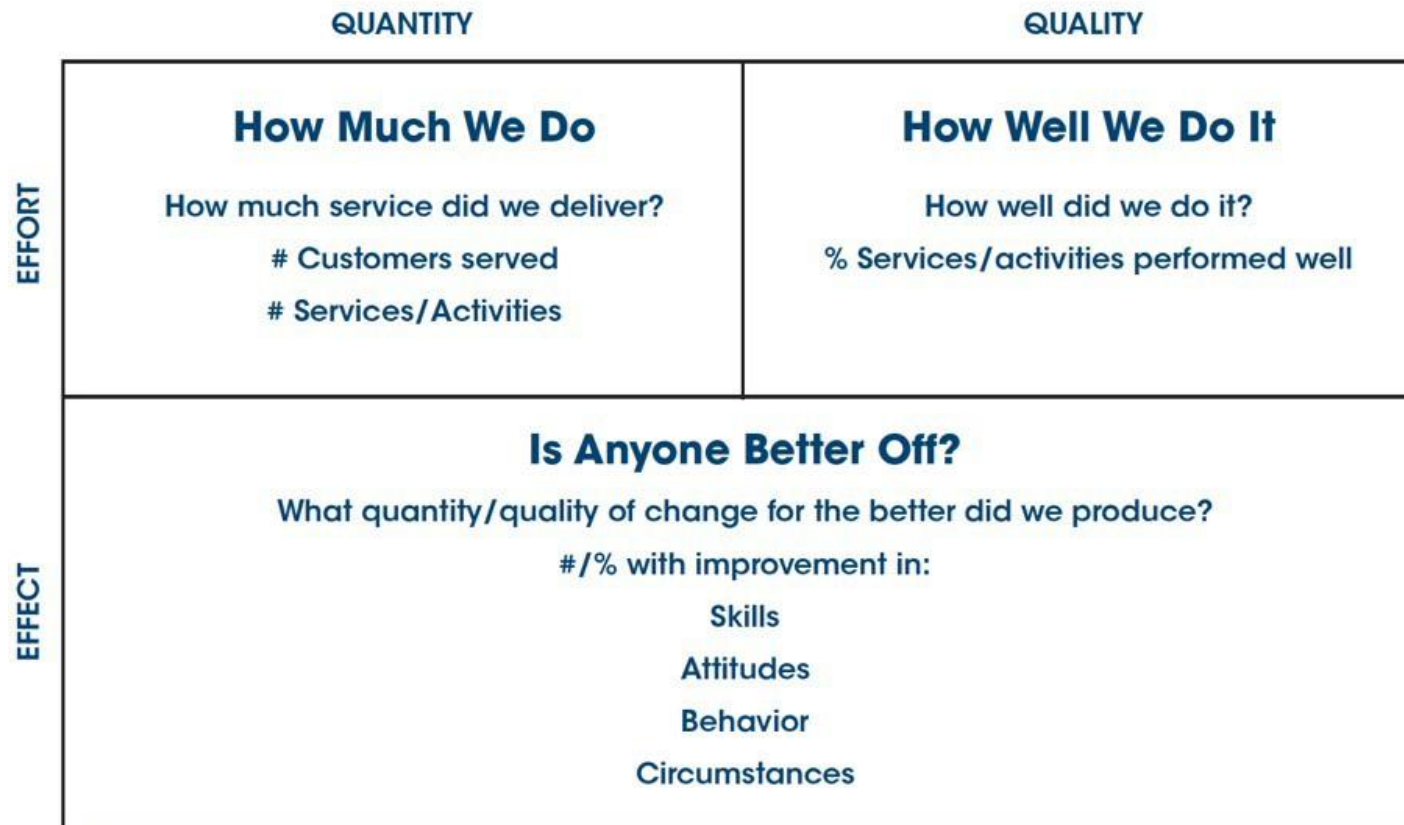 QUANTITY
QUALITY
EFFORT
How Much We Do
How much service did we deliver?
# Customers served
# Services/Activities
How Well We Do It
How well did we do it?
% Services/activities performed well
EFFECT
Is Anyone Better Off?
What quantity/quality of change for the better did we produce?
#/% with improvement in:
Skills
Attitudes
Behavior
Circumstances